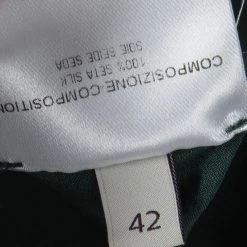 COMPOSIZIONE-COMPOSITION
100% SETA SILK
SOIE SEIDE SEDA
42